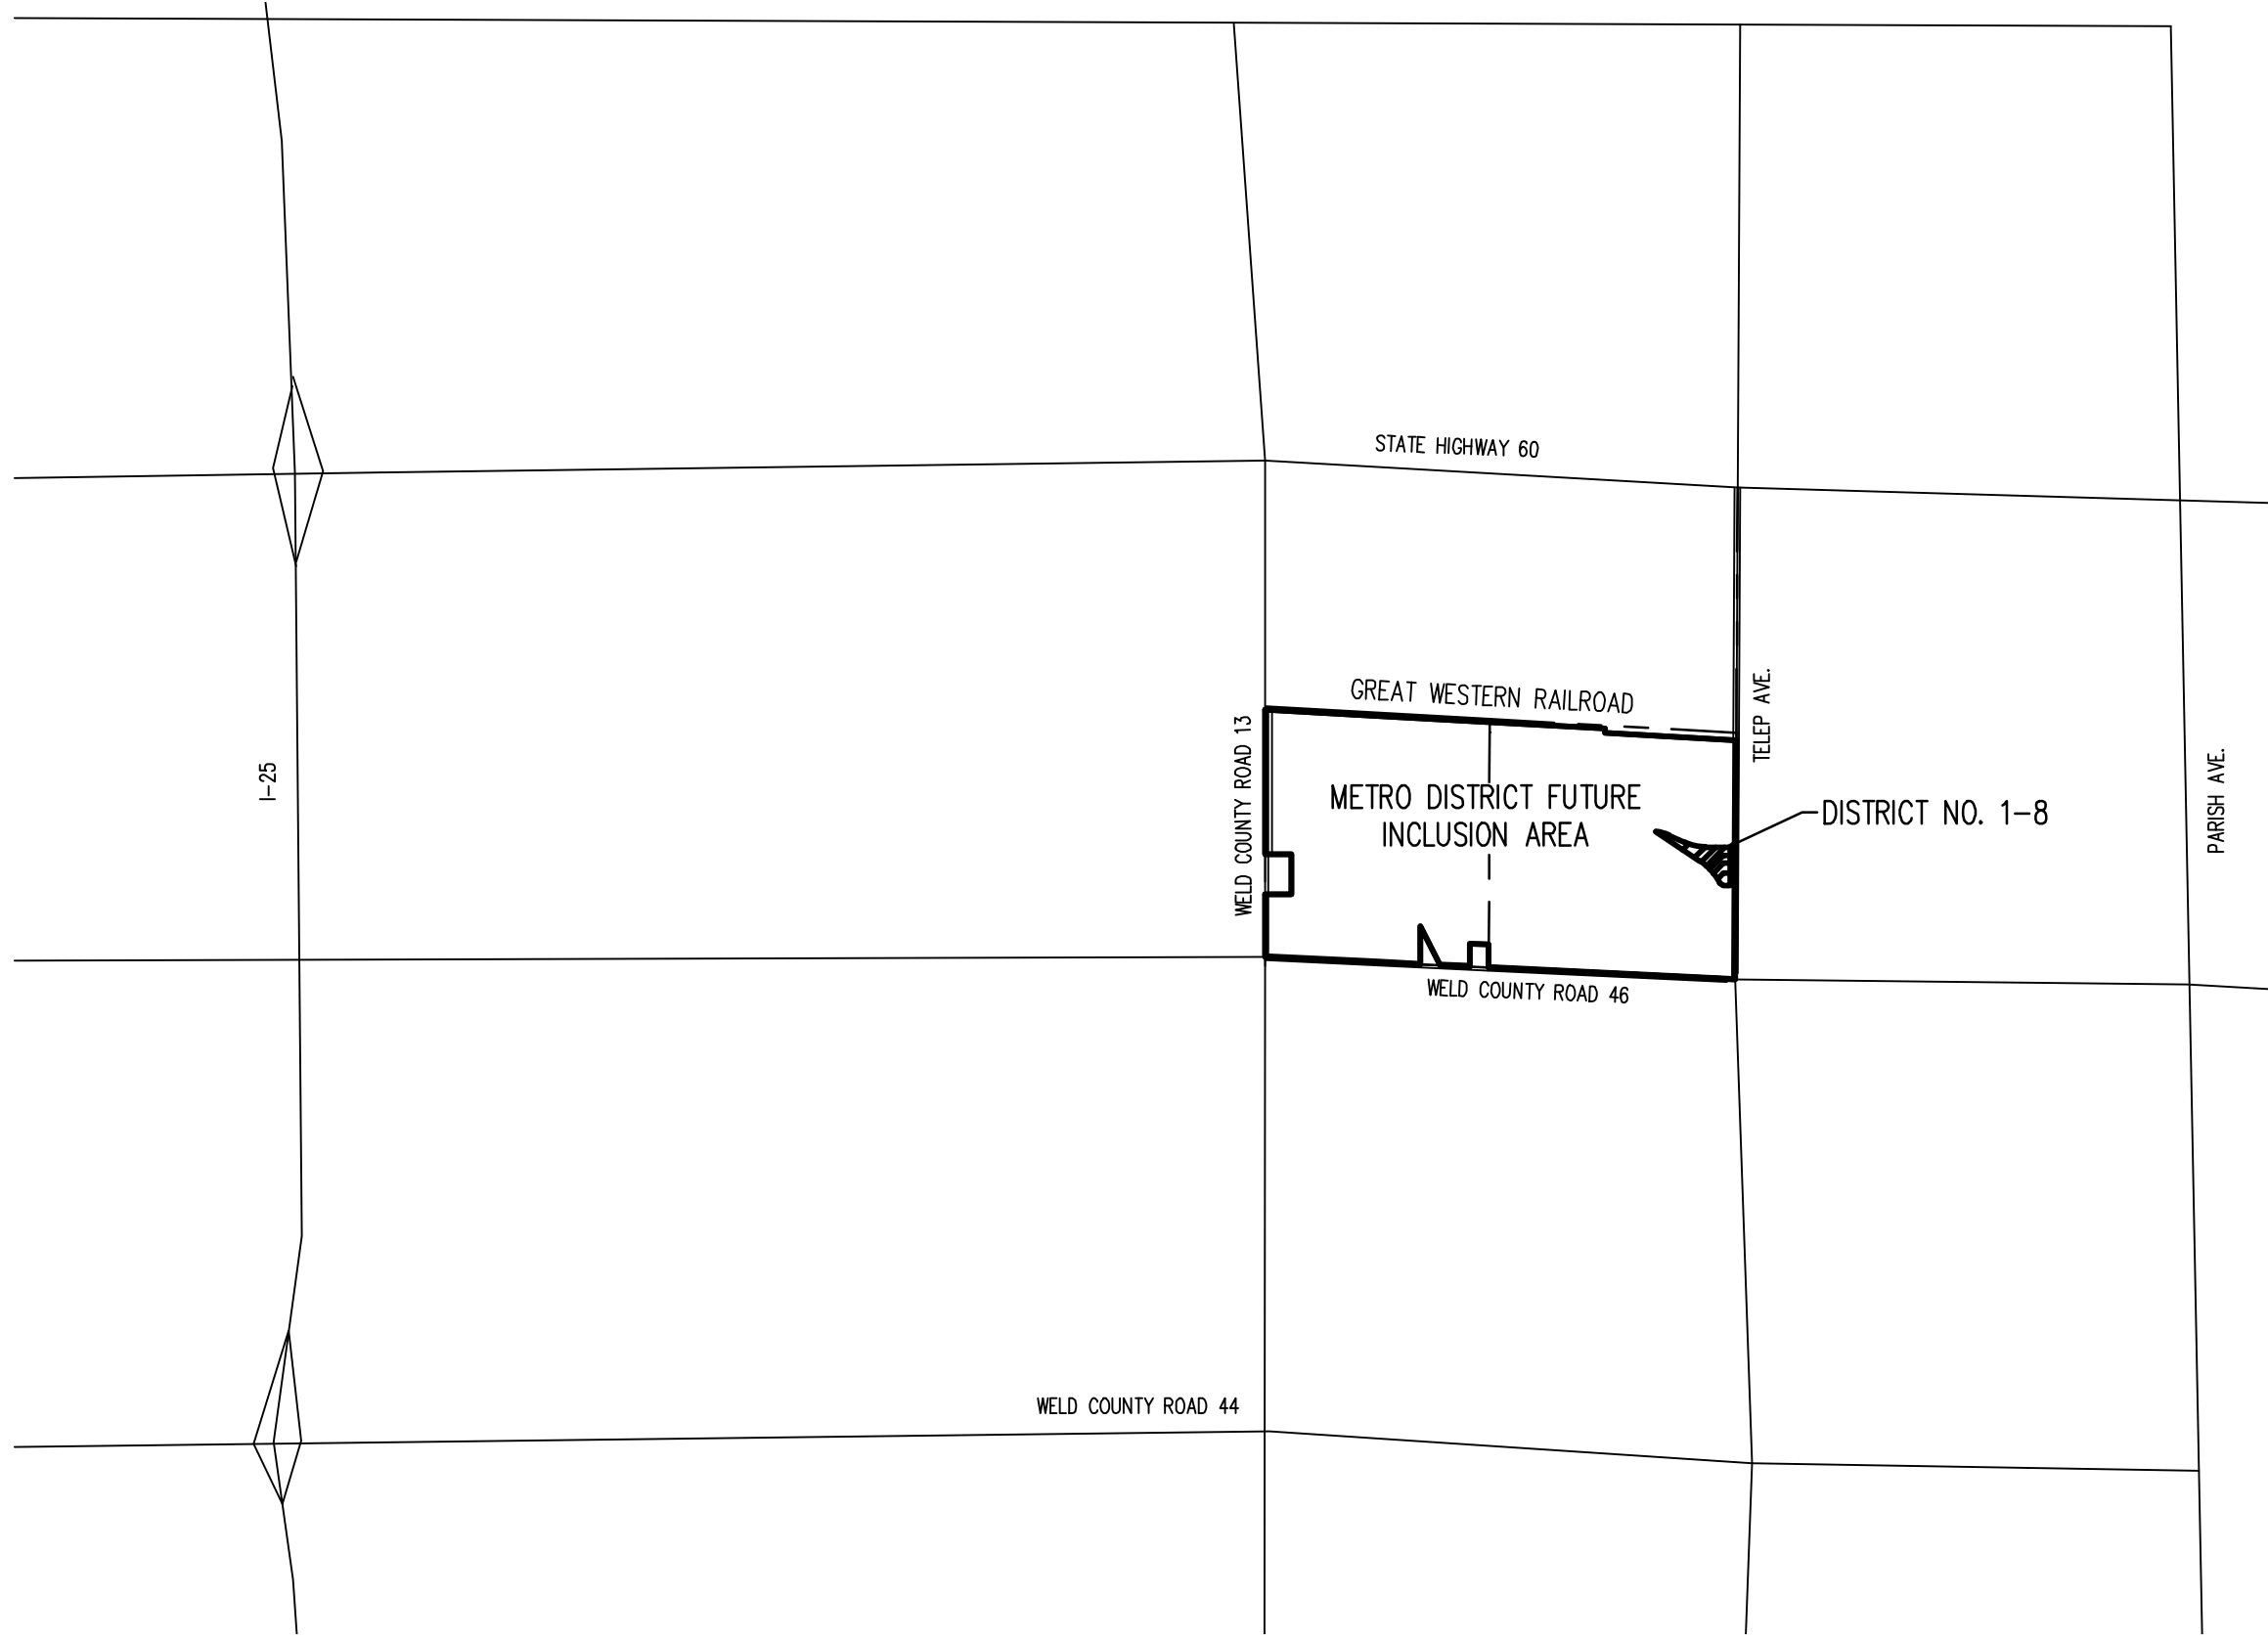 STATE HIGHWAY 60
GREAT WESTERN RAILROAD
TELEP AVE.
WELD COUNTY ROAD 13
I-25
PARISH AVE.
METRO DISTRICT FUTURE
INCLUSION AREA
DISTRICT NO. 1-8
WELD COUNTY ROAD 46
WELD COUNTY ROAD 44